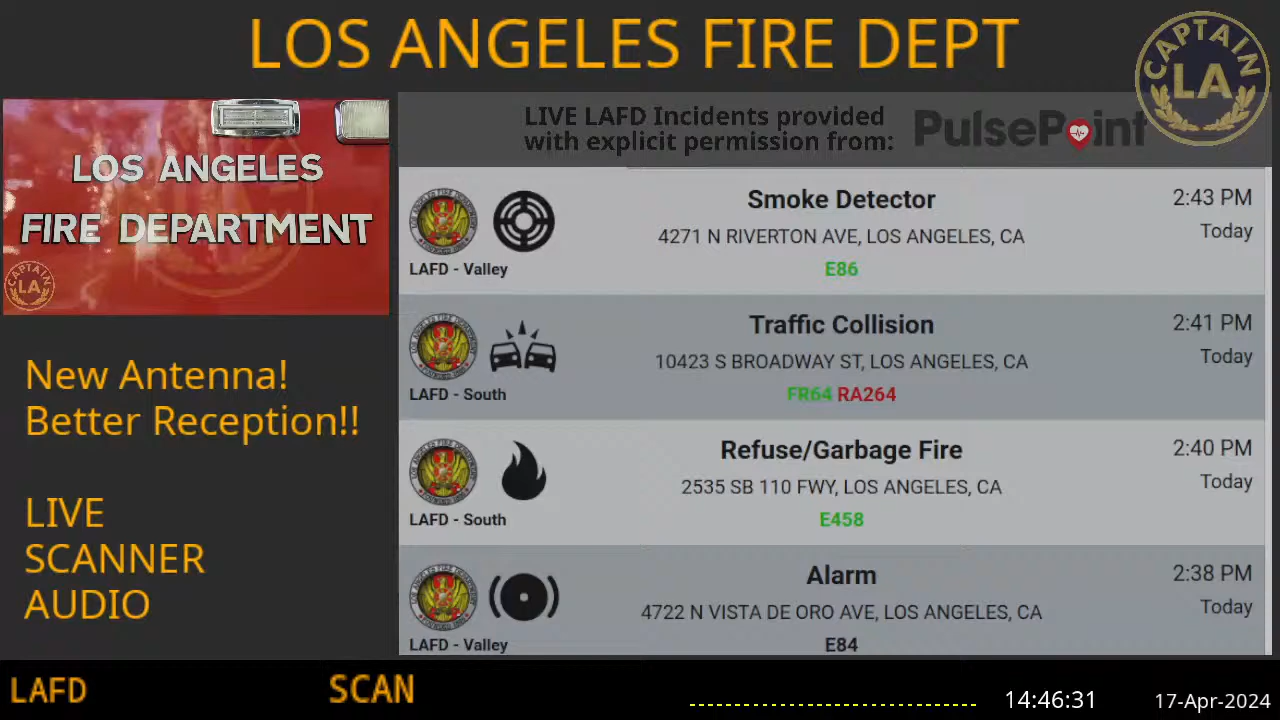 LOS ANGELES FIRE DEPT
CAPTAIN
LA
LOS ANGELES
FIRE DEPARTMENT
CAPTAIN
LA
LIVE LAFD Incidents provided
with explicit permission from:
PulsePoint
Smoke Detector
2:43 PM
4271 N RIVERTON AVE, LOS ANGELES, CA
Today
LAFD - Valley
E86
Traffic Collision
2:41 PM
10423 S BROADWAY ST, LOS ANGELES, CA
Today
LAFD - South
FR64 RA264
Refuse/Garbage Fire
2:40 PM
2535 SB 110 FWY, LOS ANGELES, CA
Today
LAFD - South
E458
Alarm
2:38 PM
4722 N VISTA DE ORO AVE, LOS ANGELES, CA
Today
LAFD - Valley
E84
New Antenna!
Better Reception!!
LIVE
SCANNER
AUDIO
LAFD
SCAN
14:46:31
17-Apr-2024